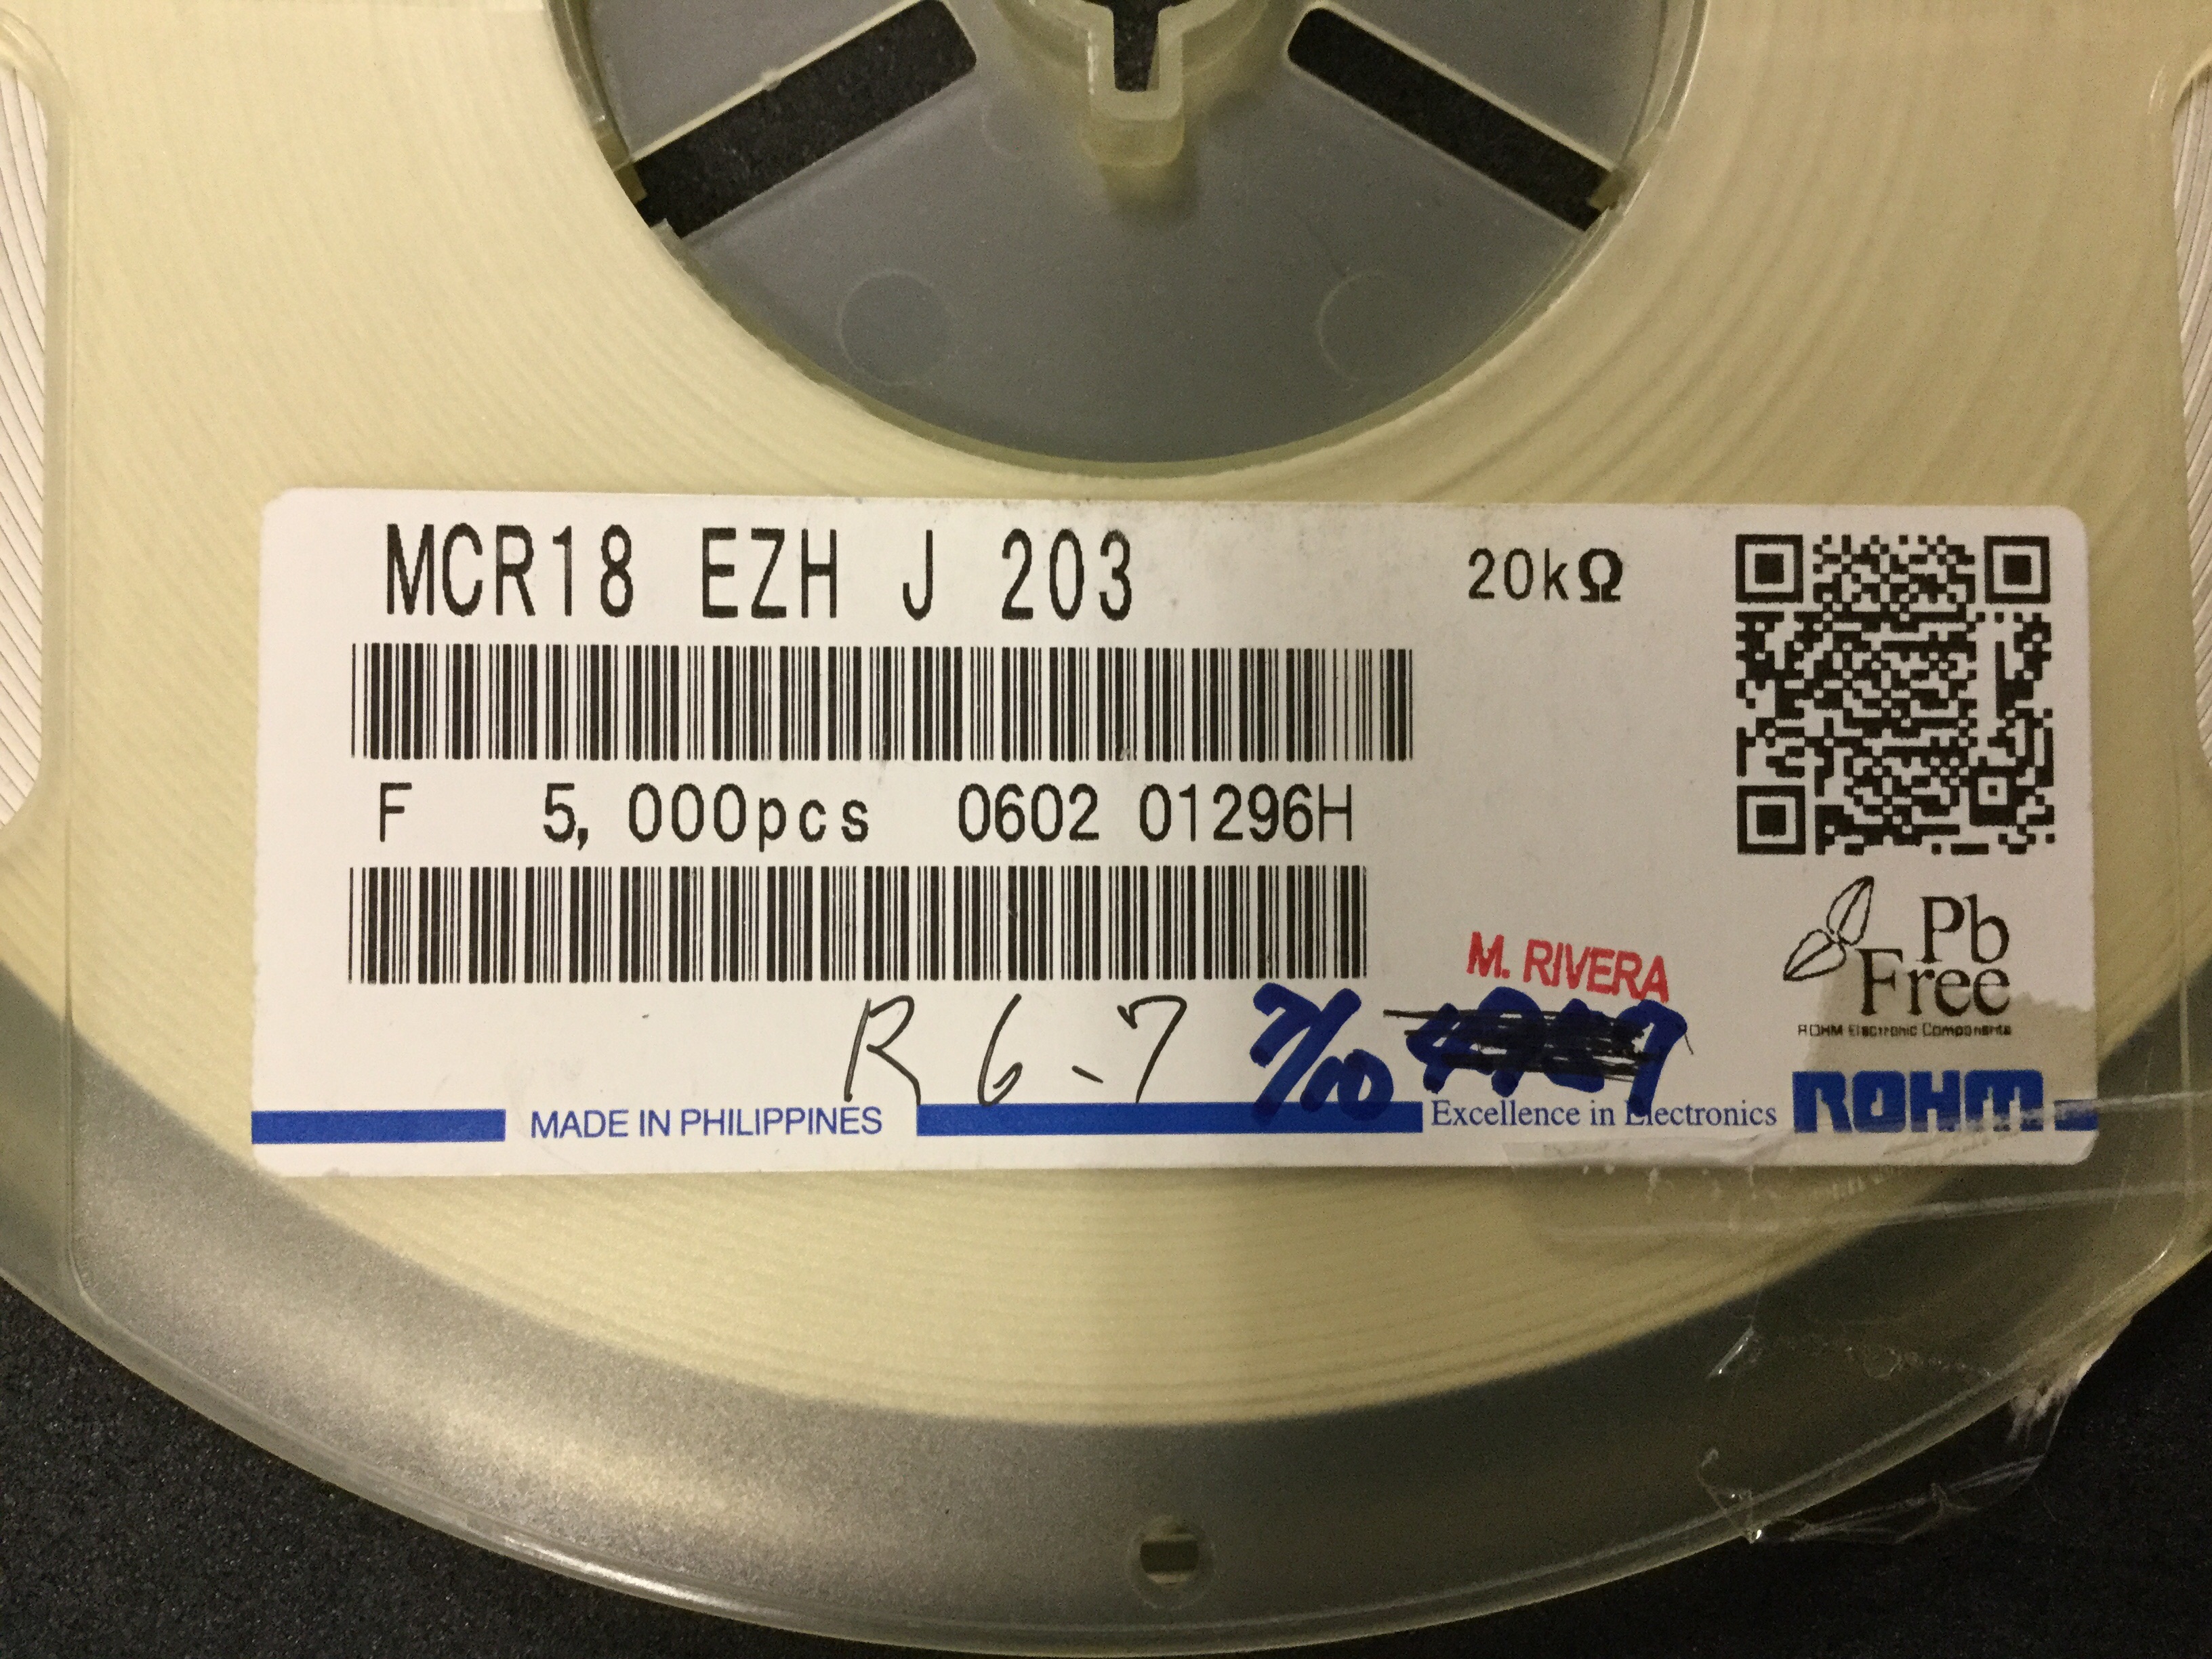 MCR18 EZH J 203
20kΩ
F 5,000pcs 0602 01296H
M. RIVERA
Pb
Free
ROHM Electronic Components
R 6-7 7/10
MADE IN PHILIPPINES
Excellence in Electronics
ROHM